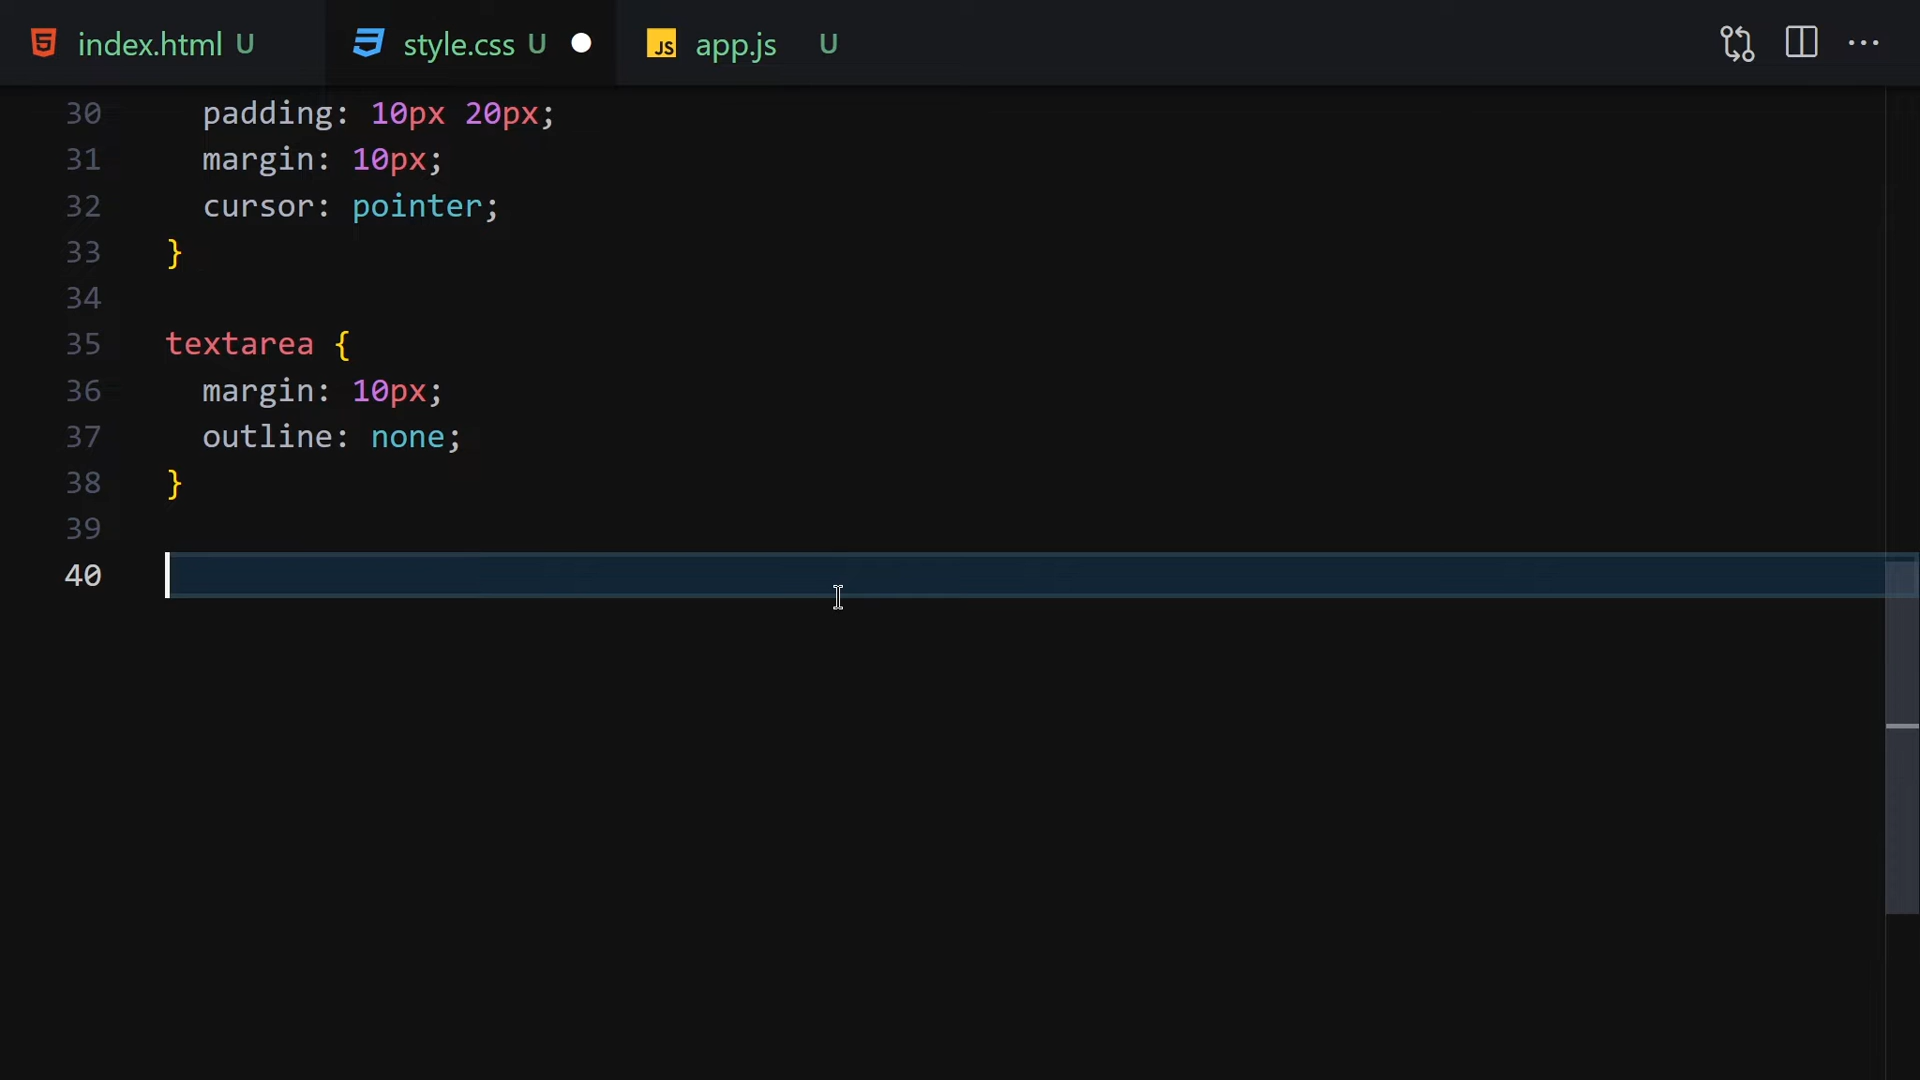 index.html U style.css U JS app.js U
30 padding: 10px 20px;
31 margin: 10px;
32 cursor: pointer;
33 }
34
35 textarea {
36 margin: 10px;
37 outline: none;
38 }
39
40